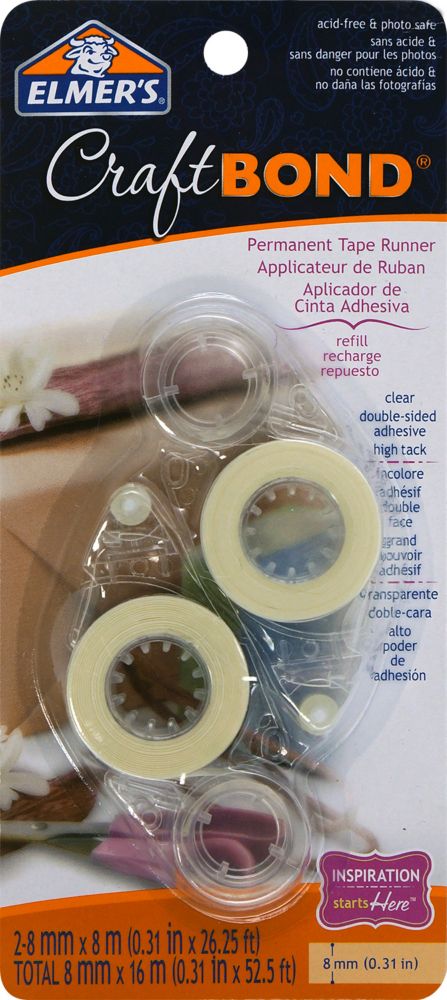 acid-free & photo safe
sans acide &
sans danger pour les photos
no contiene ácido &
no daña las fotografías
ELMER'S®
CraftBOND®
Permanent Tape Runner
Applicateur de Ruban
Aplicador de
Cinta Adhesiva
refill
recharge
repuesto
clear
double-sided
adhesive
high tack
incolore
adhésif
double
face
grand
pouvoir
adhésif
transparente
doble-cara
alto
poder
de
adhesión
INSPIRATION
starts Here™
2-8 mm x 8 m (0.31 in x 26.25 ft)
TOTAL 8 mm x 16 m (0.31 in x 52.5 ft)
8 mm (0.31 in)